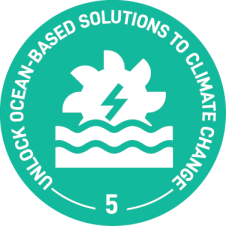 UNLOCK OCEAN-BASED SOLUTIONS TO CLIMATE CHANGE
5